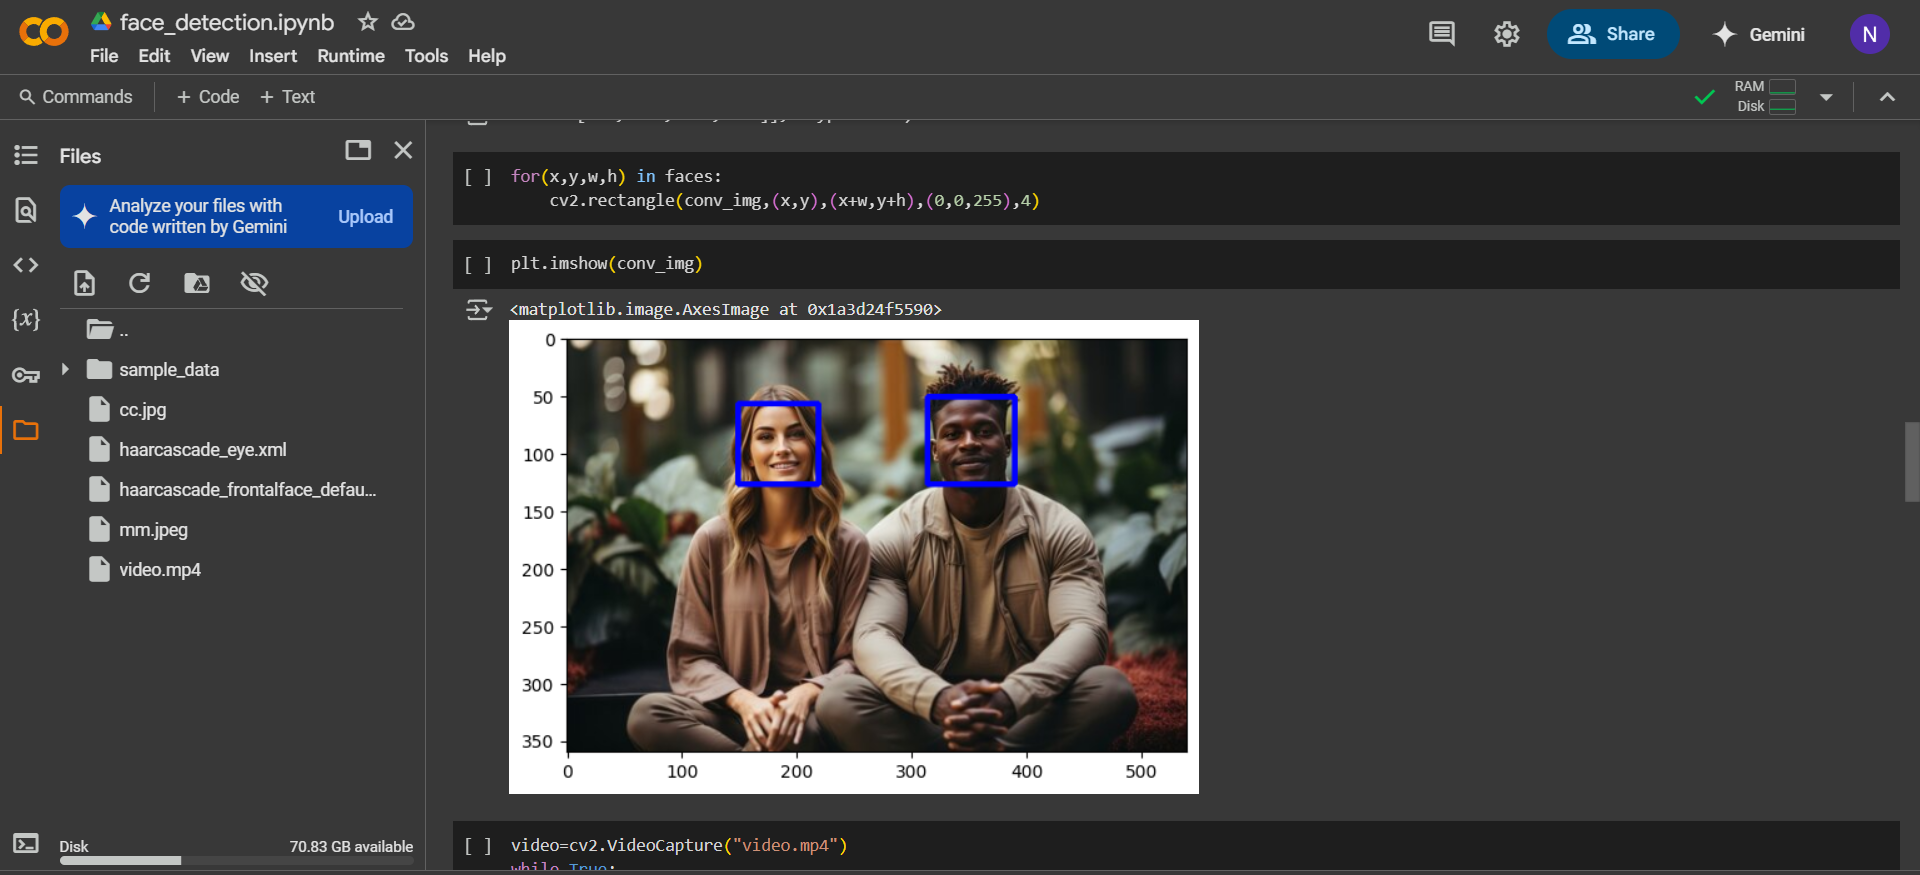 face_detection.ipynb
File Edit View Insert Runtime Tools Help
Share
Gemini
N
Commands
+ Code + Text
RAM
Disk
Files
Analyze your files with
code written by Gemini
Upload
{x}
..
sample_data
cc.jpg
haarcascade_eye.xml
haarcascade_frontalface_defau...
mm.jpeg
video.mp4
Disk 70.83 GB available
[ ] for(x,y,w,h) in faces:
cv2.rectangle(conv_img,(x,y),(x+w,y+h),(0,0,255),4)
[ ] plt.imshow(conv_img)
<matplotlib.image.AxesImage at 0x1a3d24f5590>
0
50
100
150
200
250
300
350
0 100 200 300 400 500
[ ] video=cv2.VideoCapture("video.mp4")
while True: